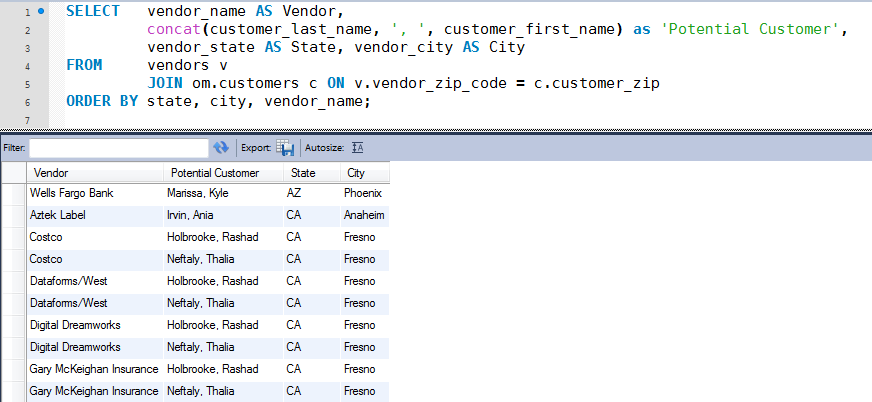 1 SELECT vendor_name AS Vendor,
2 concat(customer_last_name, ', ', customer_first_name) as 'Potential Customer',
3 vendor_state AS State, vendor_city AS City
4 FROM vendors v
5 JOIN om.customers c ON v.vendor_zip_code = c.customer_zip
6 ORDER BY state, city, vendor_name;
7
Filter: Export: Autosize: IA
Vendor Potential Customer State City
Wells Fargo Bank Marissa, Kyle AZ Phoenix
Aztek Label Irvin, Ania CA Anaheim
Costco Holbrooke, Rashad CA Fresno
Costco Neftaly, Thalia CA Fresno
Dataforms/West Holbrooke, Rashad CA Fresno
Dataforms/West Neftaly, Thalia CA Fresno
Digital Dreamworks Holbrooke, Rashad CA Fresno
Digital Dreamworks Neftaly, Thalia CA Fresno
Gary McKeighan Insurance Holbrooke, Rashad CA Fresno
Gary McKeighan Insurance Neftaly, Thalia CA Fresno